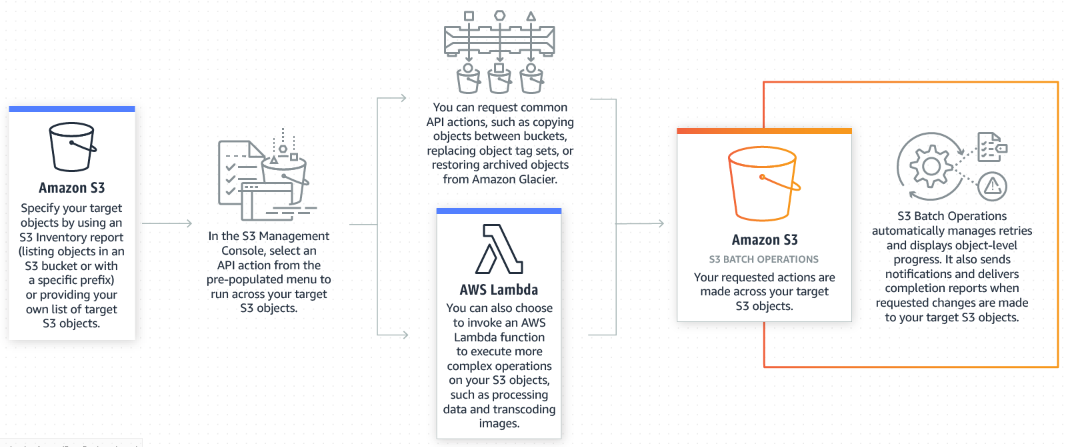 Amazon S3
Specify your target
objects by using an
S3 Inventory report
(listing objects in an
S3 bucket or with
a specific prefix)
or providing your
own list of target
S3 objects.
In the S3 Management
Console, select an
API action from the
pre-populated menu to
run across your target
S3 objects.
You can request common
API actions, such as copying
objects between buckets,
replacing object tag sets, or
restoring archived objects
from Amazon Glacier.
AWS Lambda
You can also choose
to invoke an AWS
Lambda function
to execute more
complex operations
on your S3 objects,
such as processing
data and transcoding
images.
Amazon S3
S3 BATCH OPERATIONS
Your requested actions are
made across your target
S3 objects.
S3 Batch Operations
automatically manages retries
and displays object-level
progress. It also sends
notifications and delivers
completion reports when
requested changes are made
to your target S3 objects.